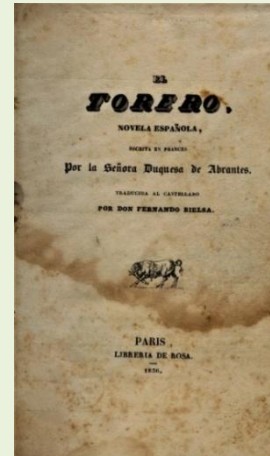 EL
TORERO,
NOVELA ESPAÑOLA,
ESCRITA EN FRANCES
Por la Señora Duquesa de Abrantes.
TRADUCIDA AL CASTELLANO
POR DON FERNANDO BIELSA.
PARIS,
LIBRERIA DE ROSA.
1836.